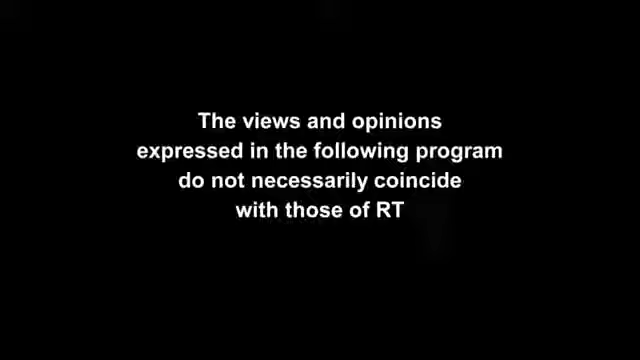 The views and opinions
expressed in the following program
do not necessarily coincide
with those of RT